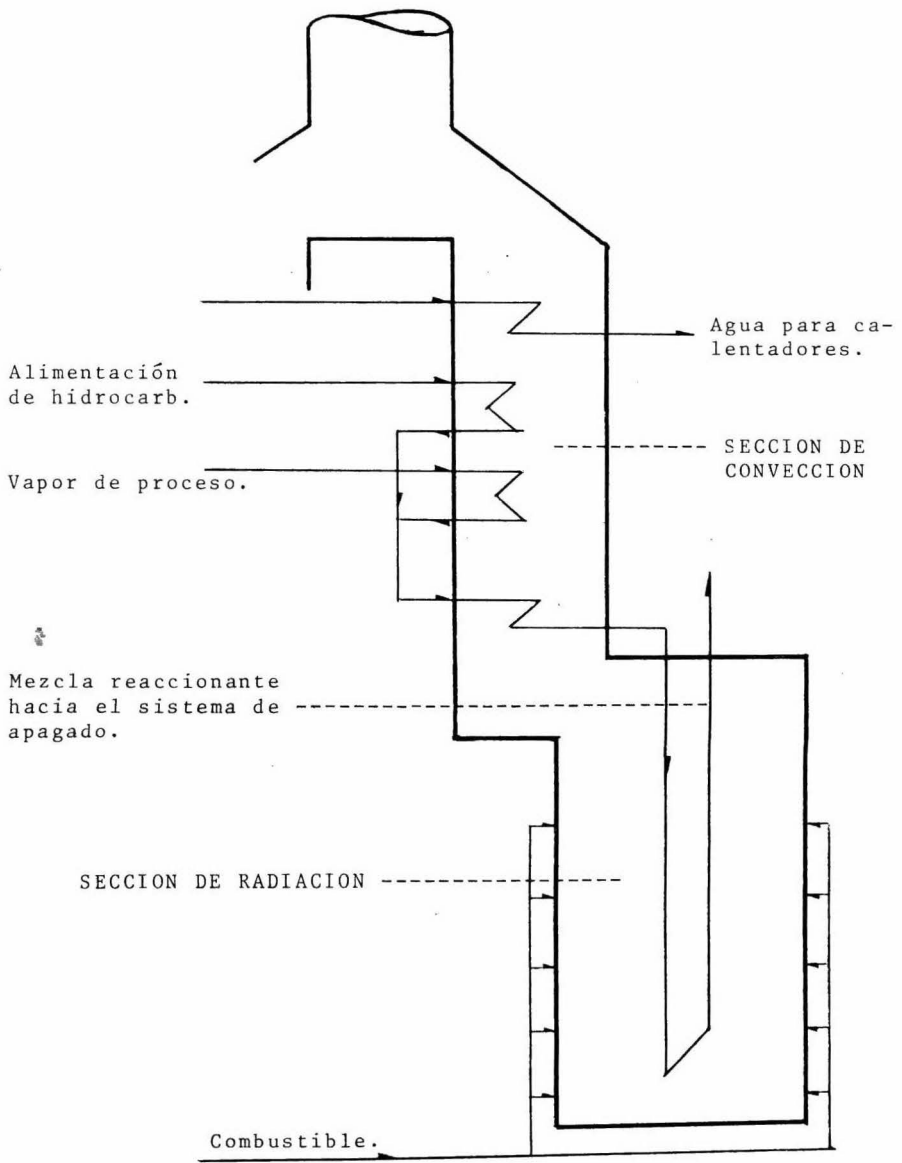 Agua para ca-
lentadores.
Alimentación
de hidrocarb.
SECCION DE
CONVECCION
Vapor de proceso.
Mezcla reaccionante
hacia el sistema de
apagado.
SECCION DE RADIACION
Combustible.